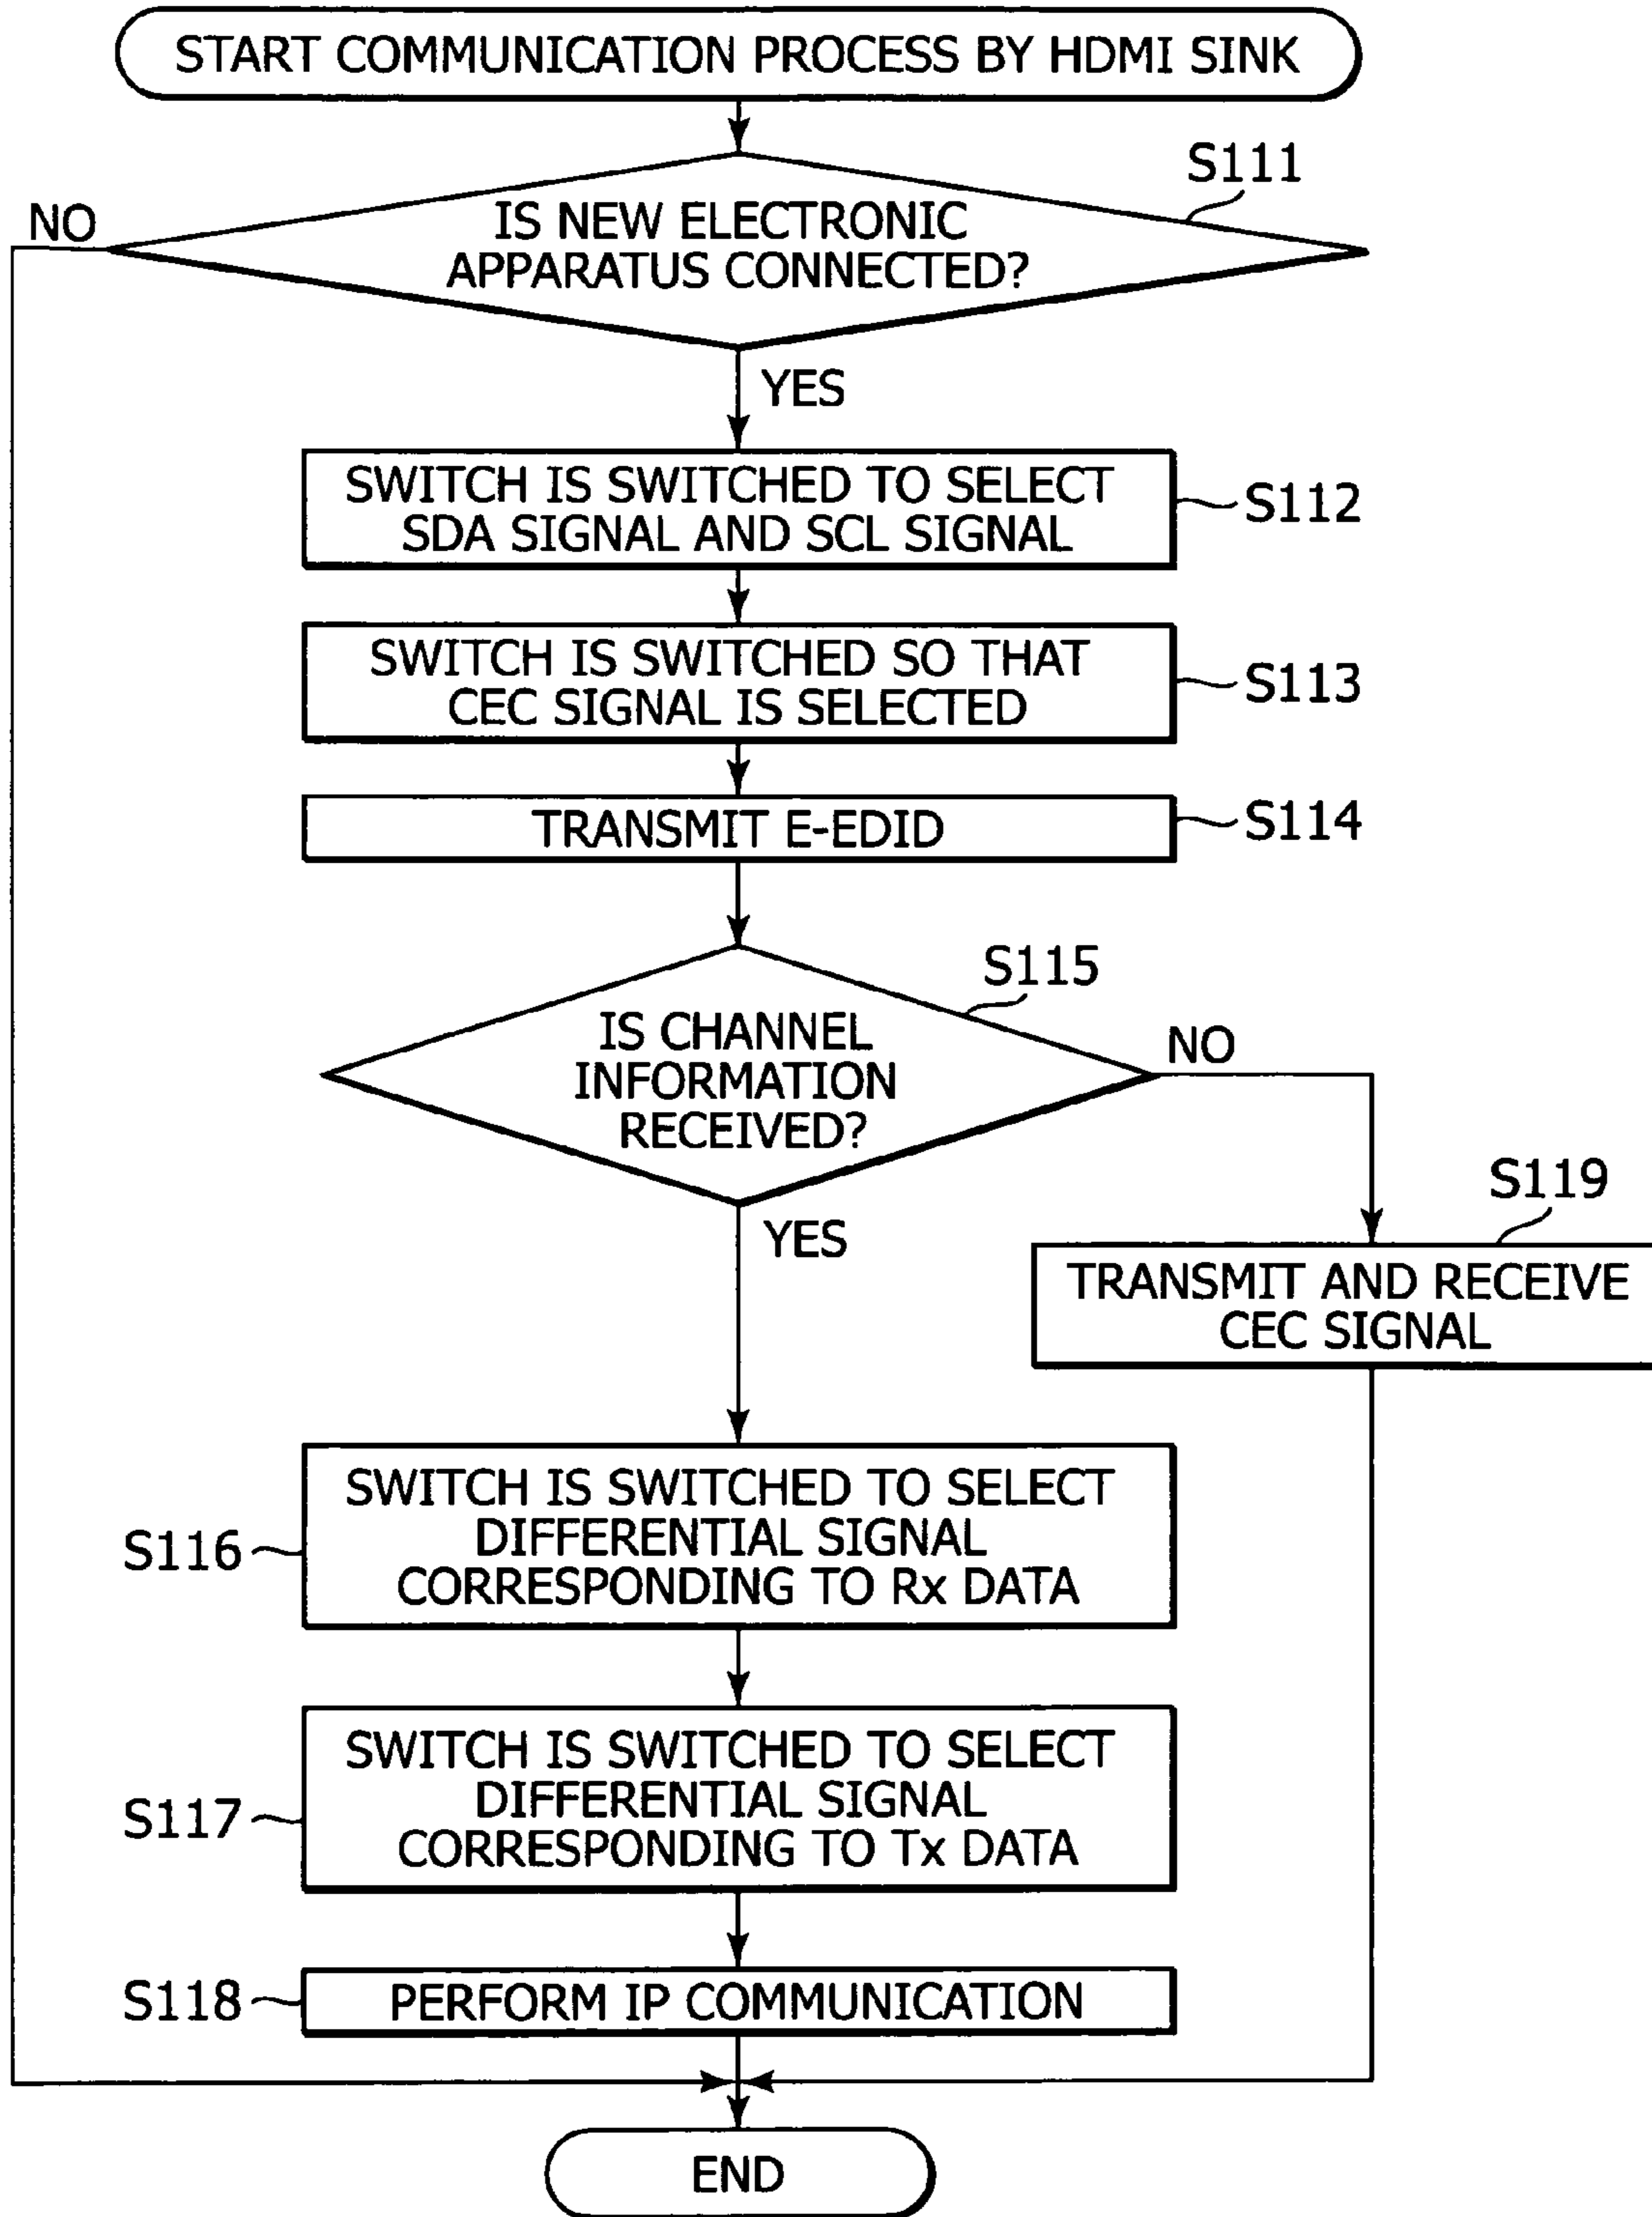 START COMMUNICATION PROCESS BY HDMI SINK
S111
NO
IS NEW ELECTRONIC
APPARATUS CONNECTED?
YES
SWITCH IS SWITCHED TO SELECT
SDA SIGNAL AND SCL SIGNAL
S112
SWITCH IS SWITCHED SO THAT
CEC SIGNAL IS SELECTED
S113
TRANSMIT E-EDID
S114
S115
IS CHANNEL
INFORMATION
RECEIVED?
NO
YES
S119
TRANSMIT AND RECEIVE
CEC SIGNAL
S116
SWITCH IS SWITCHED TO SELECT
DIFFERENTIAL SIGNAL
CORRESPONDING TO Rx DATA
S117
SWITCH IS SWITCHED TO SELECT
DIFFERENTIAL SIGNAL
CORRESPONDING TO Tx DATA
S118
PERFORM IP COMMUNICATION
END